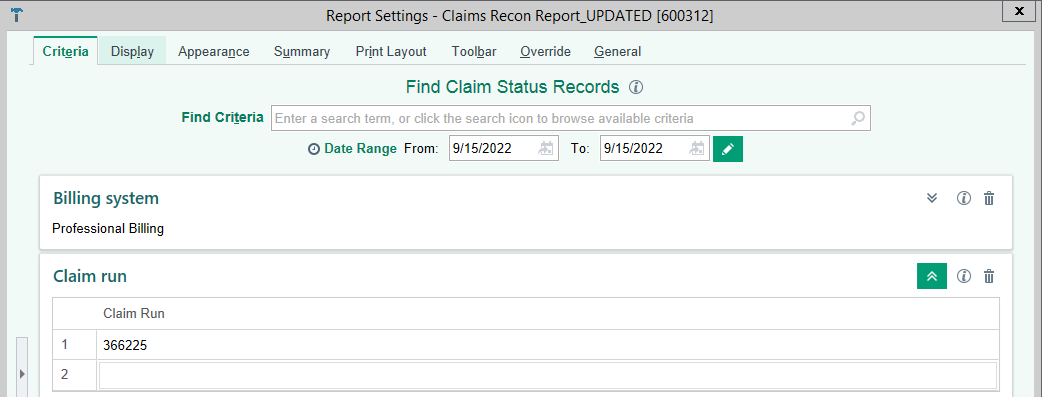 Report Settings - Claims Recon Report_UPDATED [600312]
x
Criteria Display Appearance Summary Print Layout Toolbar Override General
Find Claim Status Records
Find Criteria Enter a search term, or click the search icon to browse available criteria
Date Range From: 9/15/2022 To: 9/15/2022
Billing system
Professional Billing
Claim run
Claim Run
1 366225
2